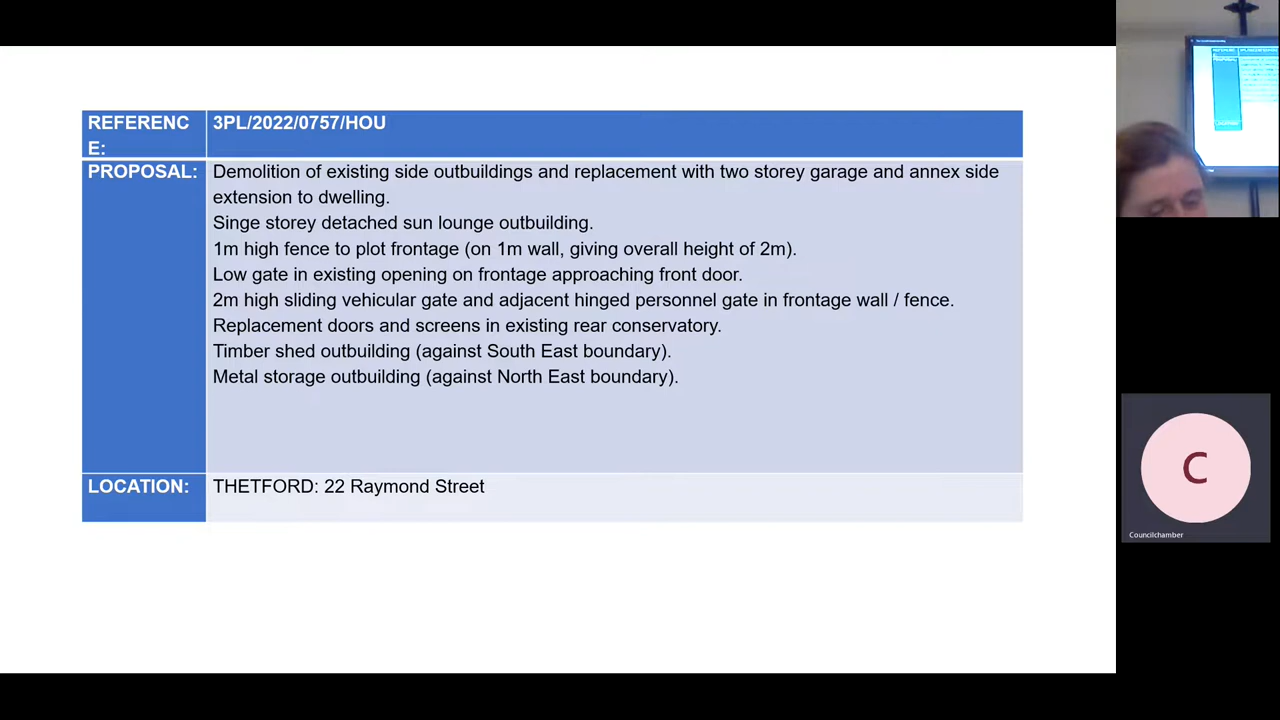 REFERENC
E:
3PL/2022/0757/HOU
PROPOSAL:
Demolition of existing side outbuildings and replacement with two storey garage and annex side
extension to dwelling.
Singe storey detached sun lounge outbuilding.
1m high fence to plot frontage (on 1m wall, giving overall height of 2m).
Low gate in existing opening on frontage approaching front door.
2m high sliding vehicular gate and adjacent hinged personnel gate in frontage wall / fence.
Replacement doors and screens in existing rear conservatory.
Timber shed outbuilding (against South East boundary).
Metal storage outbuilding (against North East boundary).
LOCATION:
THETFORD: 22 Raymond Street
C
Councilchamber